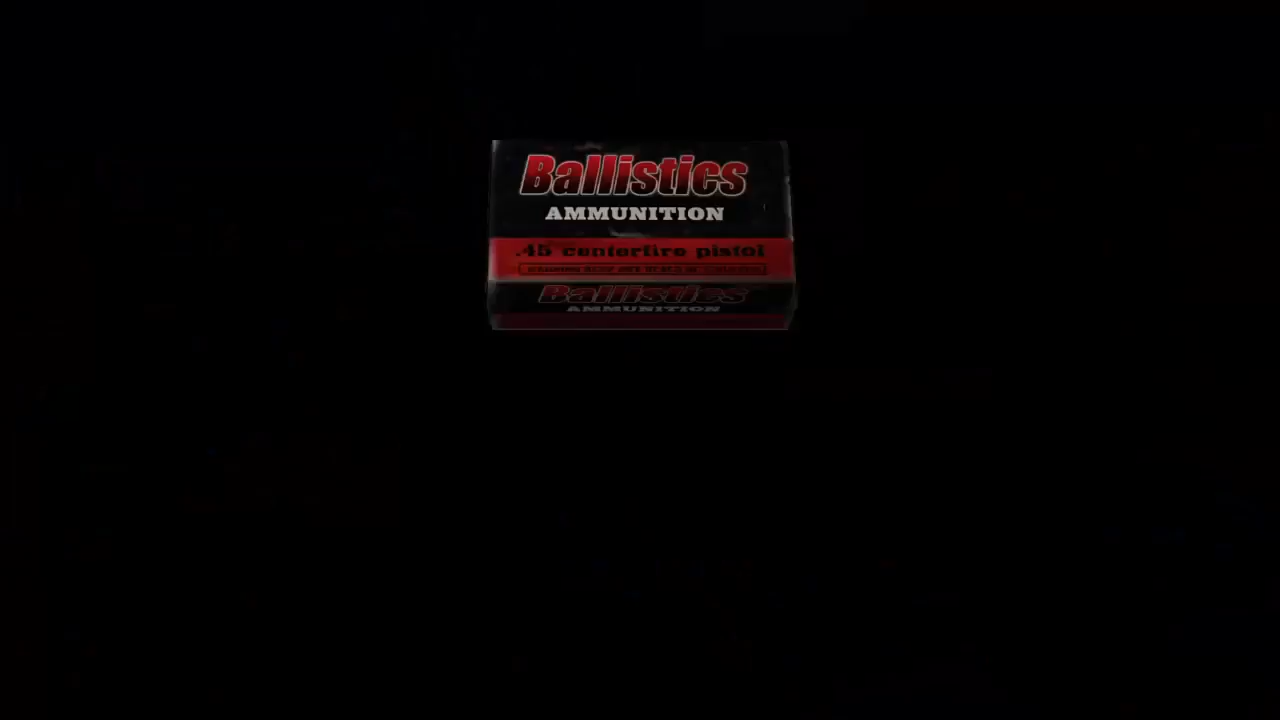 Ballistics
AMMUNITION
.45 centerfire pistol
Ballistics
AMMUNITION